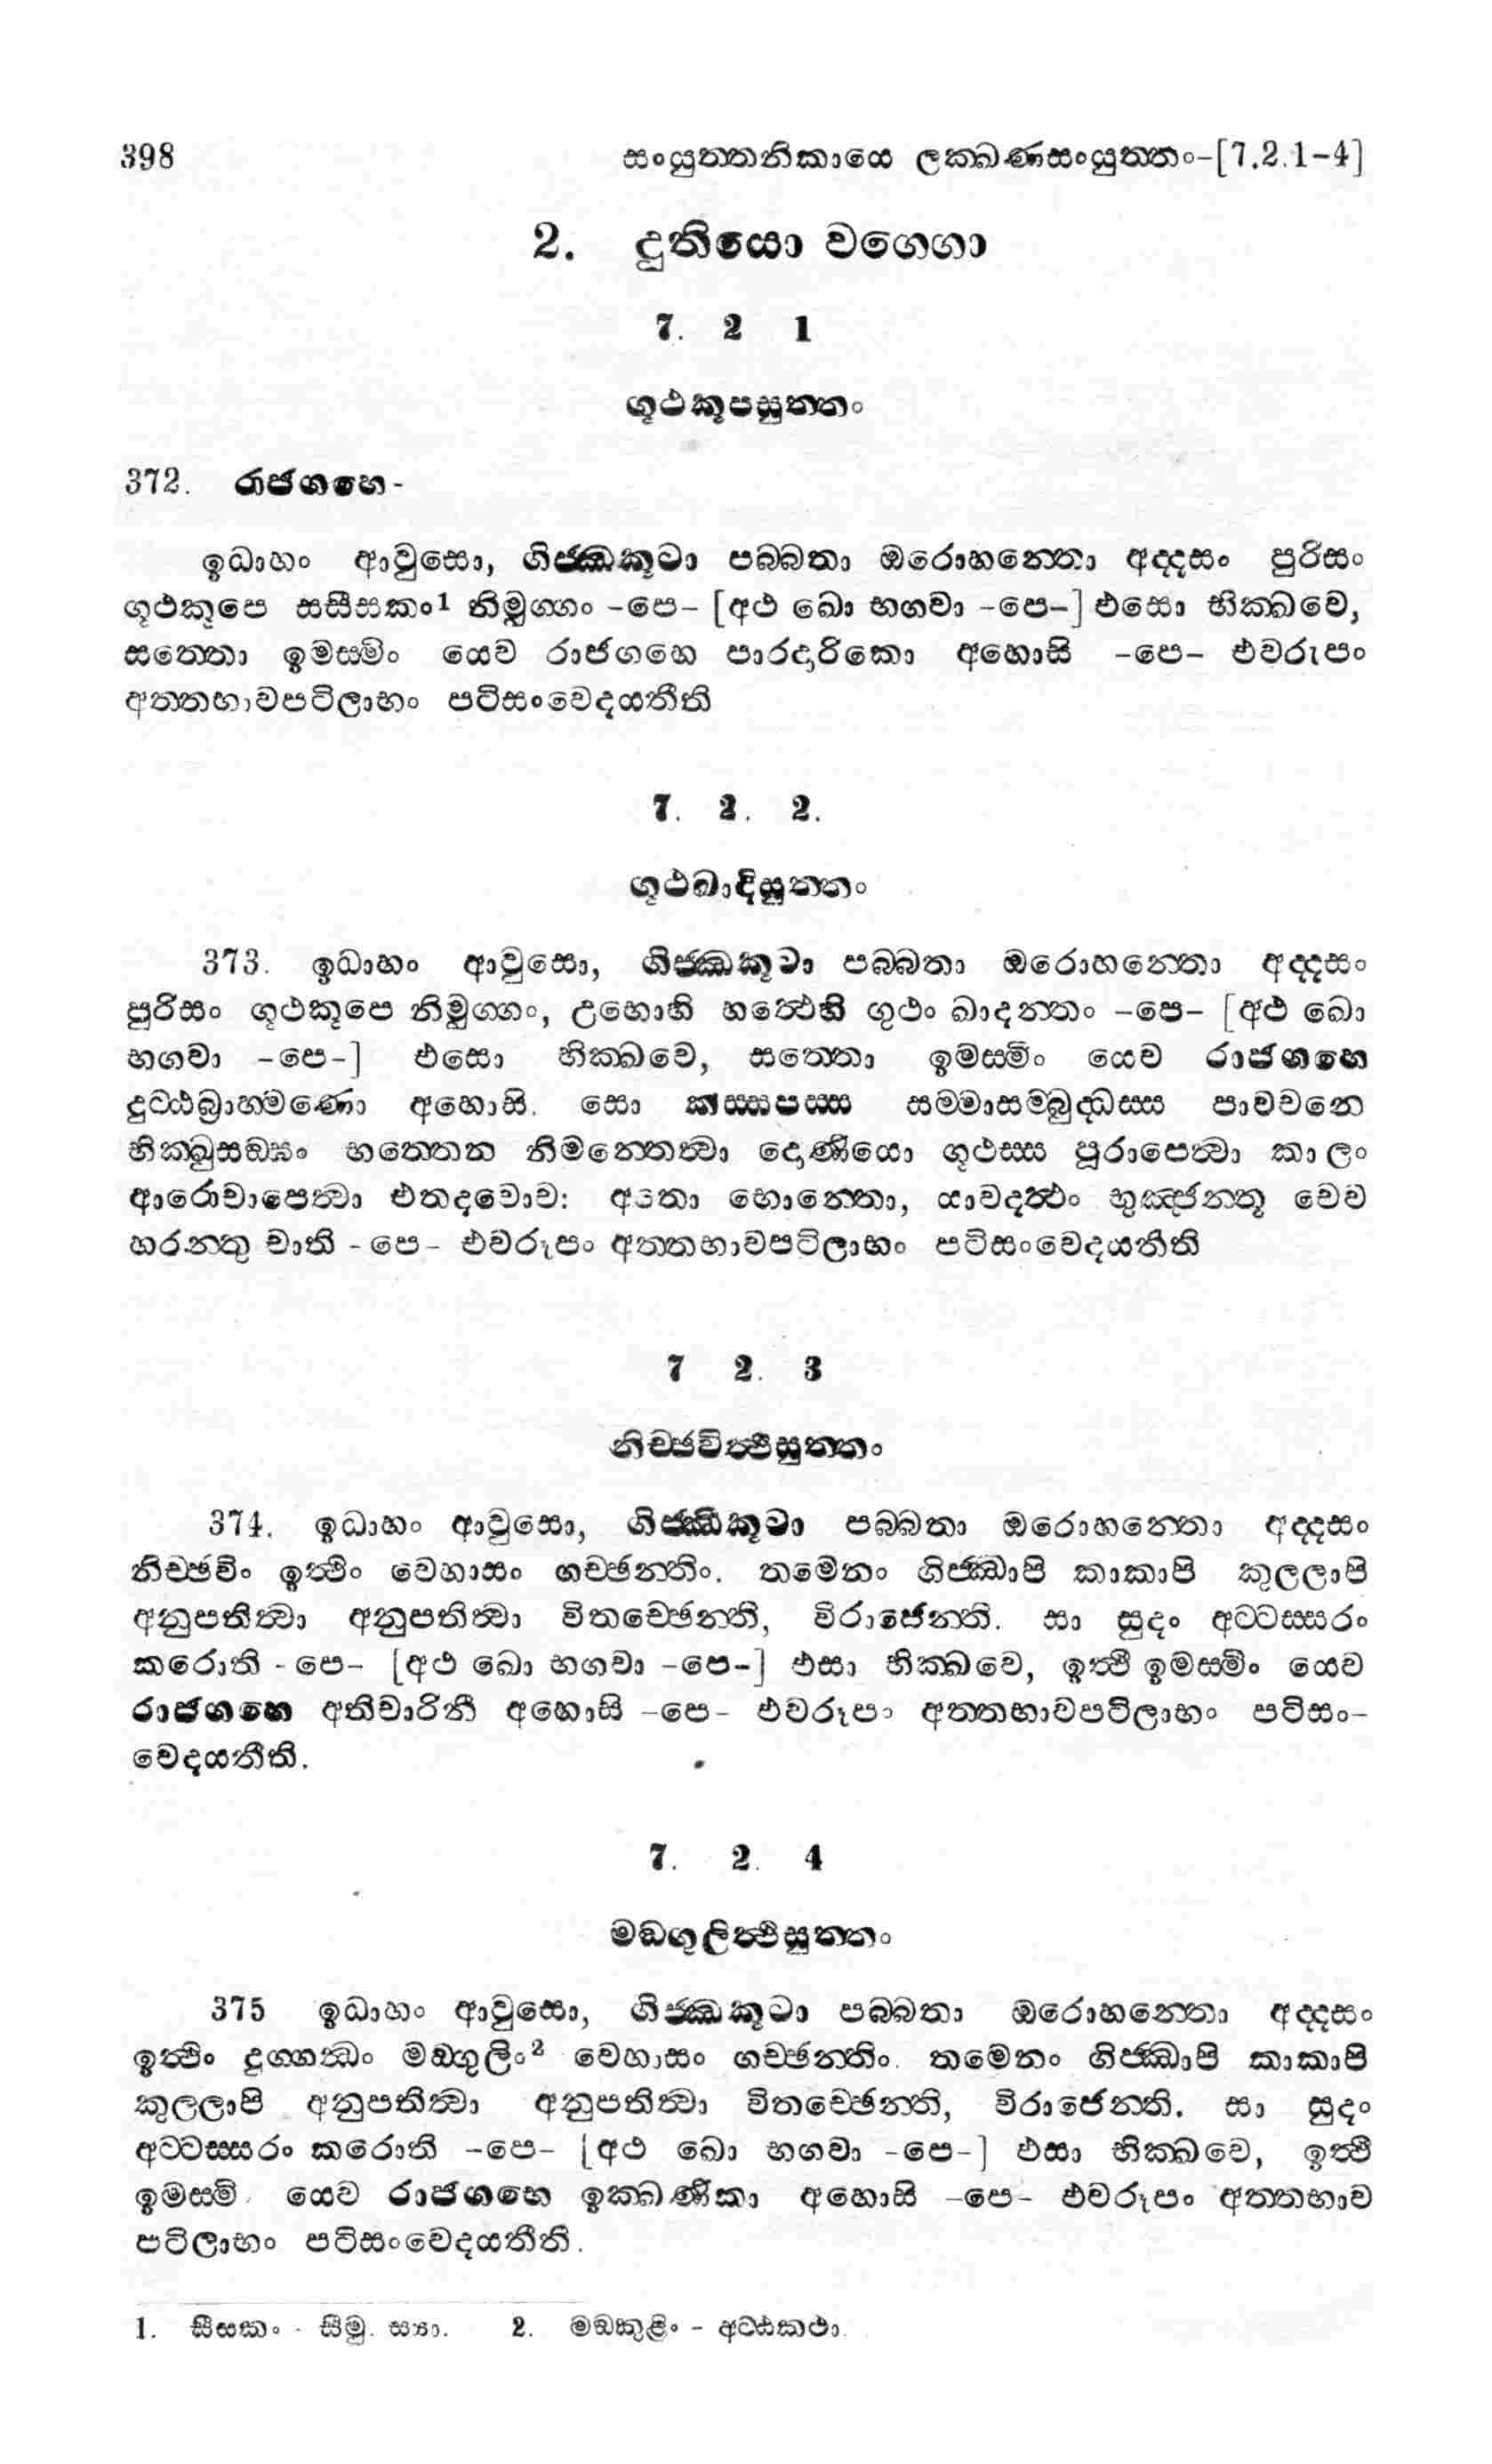 398 සංයුත්තනිකායෙ ලක්ඛණසංයුත්තං-[7.2.1-4]
2. දුතියො වග්ගො
7. 2 1
ගූථකූපසුත්තං
372. රාජගහෙ-
ඉධාහං ආවුසො, ගිජ්ඣකූටා පබ්බතා ඔරොහන්තො අද්දසං පුරිසං
ගූථකූපෙ සසීසකං1 නිමුග්ගං -පෙ- [අථ ඛො භගවා -පෙ-] එසො භික්ඛවෙ,
සත්තො ඉමස්මිං යෙව රාජගහෙ පාරදාරිකො අහොසි -පෙ- එවරුපං
අත්තභාවපටිලාභං පටිසංවෙදයතීති
7. 2. 2.
ගූථඛාදිසුත්තං
373. ඉධාහං ආවුසො, ගිජ්ඣකූටා පබ්බතා ඔරොහන්තො අද්දසං
පුරිසං ගූථකූපෙ නිමුග්ගං, උභොහි හත්ථෙහි ගුථං ඛාදන්තං -පෙ- [අථ ඛො
භගවා -පෙ-] එසො භික්ඛවෙ, සත්තො ඉමස්මිං යෙව රාජගහෙ
දුට්ඨබ්‍රාහ්මණො අහොසි. සො කස්සපස්ස සම්මාසම්බුද්ධස්ස පාවචනෙ
භික්ඛුසඞ්ඝං භත්තෙන නිමන්තෙත්වා දොණියො ගූථස්ස පූරාපෙත්වා කාලං
ආරොචාපෙත්වා එතදවොච: අතො භොන්තො, යාවදත්ථං භුඤ්ජන්තු චෙව
හරන්තු චාති - පෙ- එවරූපං අත්තභාවපටිලාභං පටිසංවෙදයතීති
7 2. 3
නිච්ඡවිත්ථිසුත්තං
374. ඉධාහං ආවුසො, ගිජ්ඣකූටා පබ්බතා ඔරොහන්තො අද්දසං
නිච්ඡවිං ඉත්ථිං වෙහාසං ගච්ඡන්තිං. තමෙනං ගිජ්ඣාපි කාකාපි කුලලාපි
අනුපතිත්වා අනුපතිත්වා විතච්ඡෙන්ති, විරාජෙන්ති. සා සුදං අට්ටස්සරං
කරොති - පෙ- [අථ ඛො භගවා -පෙ-] එසා භික්ඛවෙ, ඉත්ථි ඉමස්මිං යෙව
රාජගහෙ අතිචාරිනී අහොසි -පෙ- එවරූපං අත්තභාවපටිලාභං පටිසං-
වෙදයතීති.
7. 2. 4
මඞ්ගුලිත්ථිසුත්තං
375 ඉධාහං ආවුසො, ගිජ්ඣකූටා පබ්බතා ඔරොහන්තො අද්දසං
ඉත්ථිං දුග්ගන්ධං මඞ්ගුලිං2 වෙහාසං ගච්ඡන්තිං. තමෙනං ගිජ්ඣාපි කාකාපි
කුලලාපි අනුපතිත්වා අනුපතිත්වා විතච්ඡෙන්ති, විරාජෙන්ති. සා සුදං
අට්ටස්සරං කරොති -පෙ- [අථ ඛො භගවා -පෙ-] එසා භික්ඛවෙ, ඉත්ථි
ඉමස්මි. යෙව රාජගහෙ ඉක්ඛණිකා අහොසි -පෙ- එවරූපං අත්තභාව
පටිලාභං පටිසංවෙදයතීති.
1. සීසකං - සීමු. ස්‍යා. 2. මඞ්කුළිං - අට්ඨකථා.